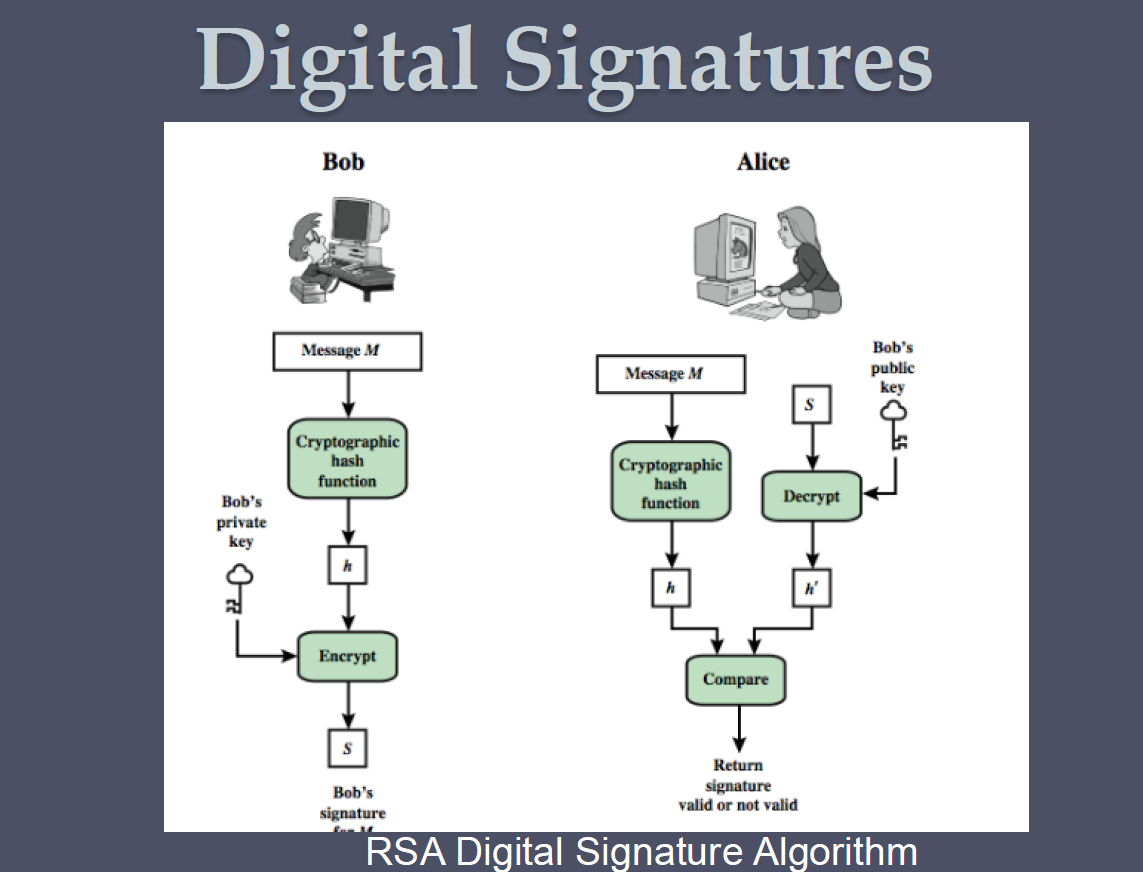 Digital Signatures
Bob
Message M
Cryptographic
hash
function
Bob's
private
key
h
Encrypt
S
Bob's
signature
for M
Alice
Message M
Cryptographic
hash
function
h
Bob's
public
key
S
Decrypt
h'
Compare
Return
signature
valid or not valid
RSA Digital Signature Algorithm